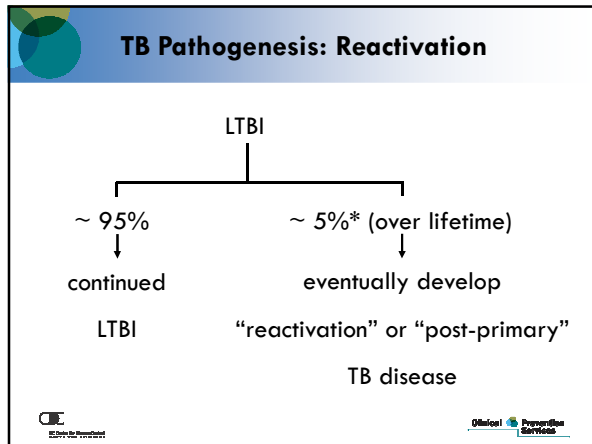 TB Pathogenesis: Reactivation
LTBI
~ 95%
~ 5%* (over lifetime)
continued
eventually develop
LTBI
“reactivation” or “post-primary”
TB disease
Clinical Prevention
Services